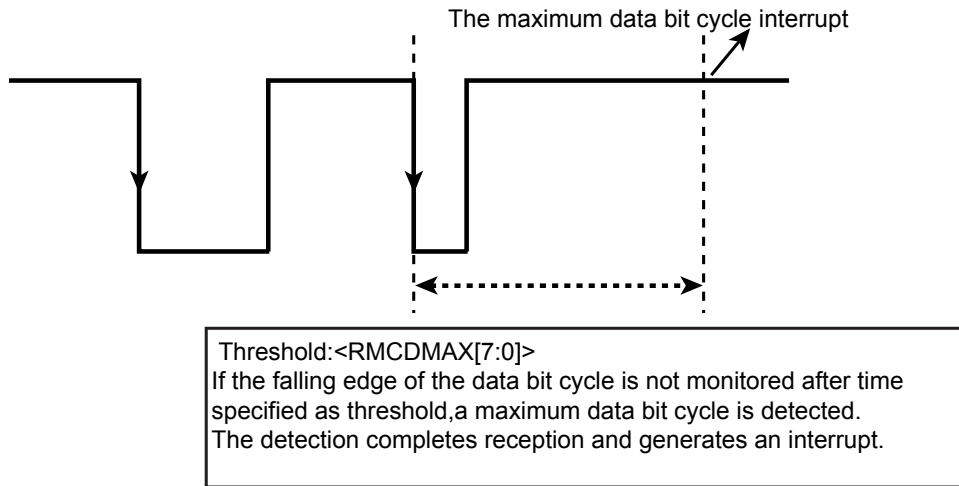 The maximum data bit cycle interrupt
Threshold:<RMCDMAX[7:0]>
If the falling edge of the data bit cycle is not monitored after time
specified as threshold,a maximum data bit cycle is detected.
The detection completes reception and generates an interrupt.